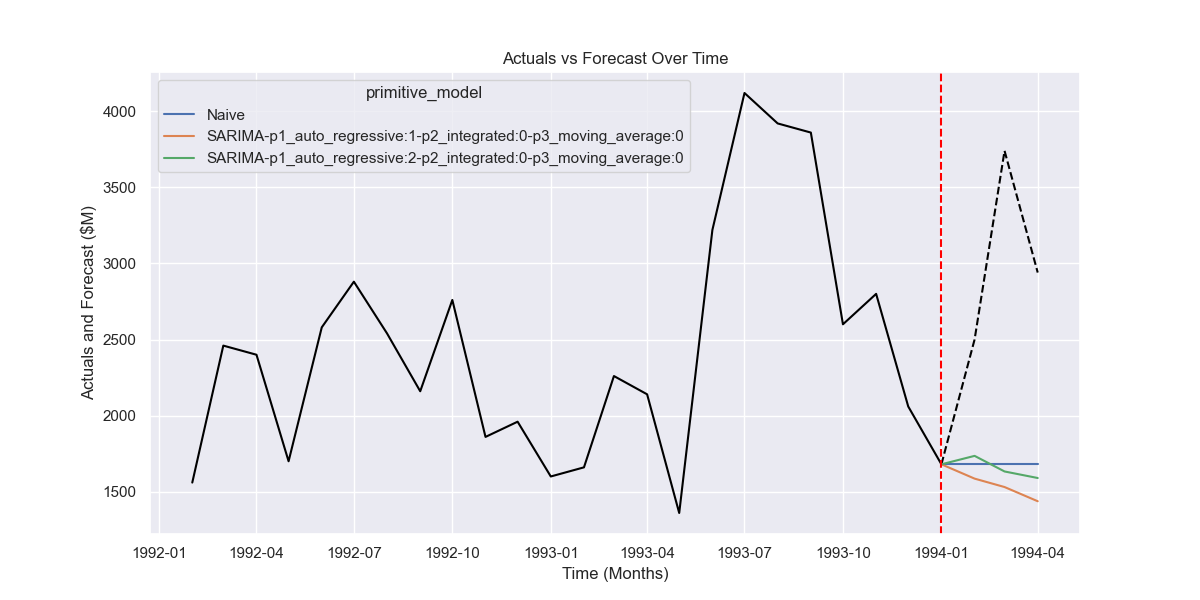 Actuals vs Forecast Over Time
primitive_model
Naive
SARIMA-p1_auto_regressive:1-p2_integrated:0-p3_moving_average:0
SARIMA-p1_auto_regressive:2-p2_integrated:0-p3_moving_average:0
Actuals and Forecast ($M)
4000
3500
3000
2500
2000
1500
1992-01 1992-04 1992-07 1992-10 1993-01 1993-04 1993-07 1993-10 1994-01 1994-04
Time (Months)